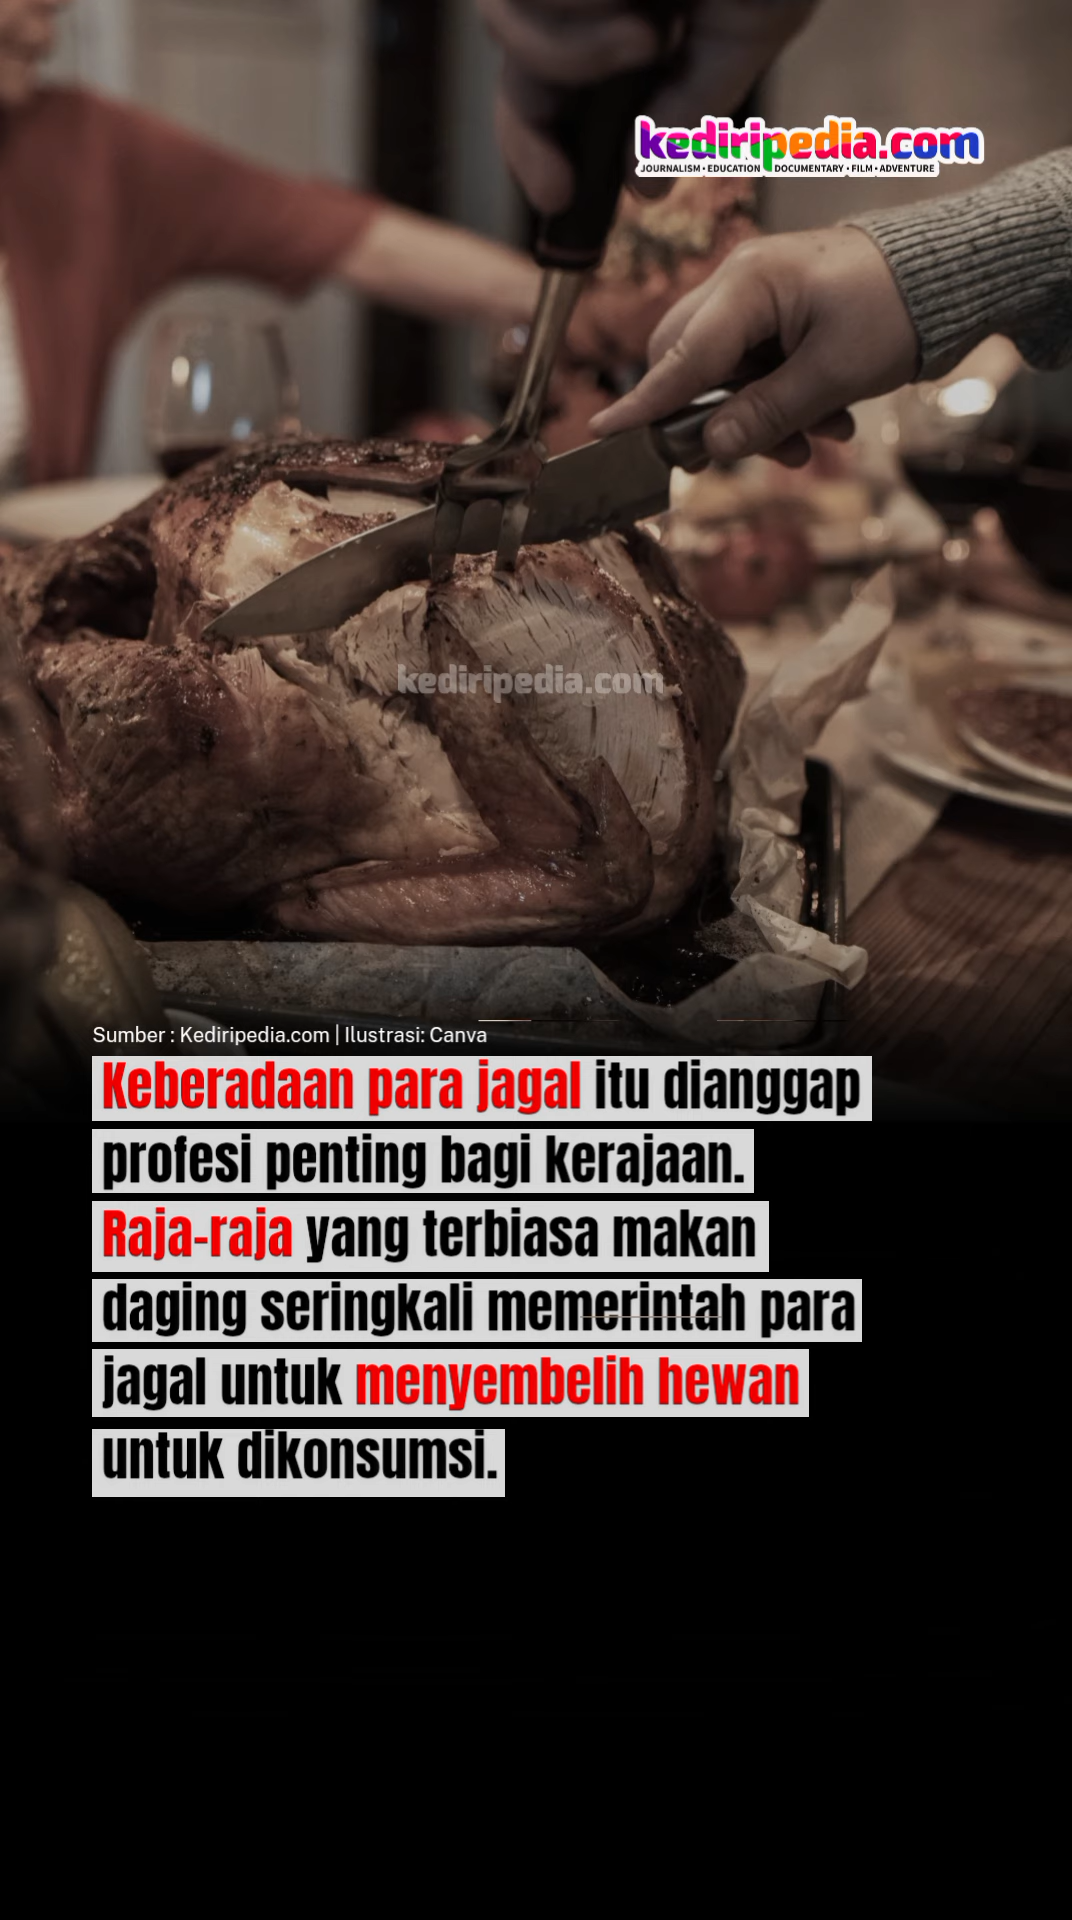 kediripedia.com
JOURNALISM • EDUCATION DOCUMENTARY • FILM • ADVENTURE
kediripedia.com
Sumber : Kediripedia.com | Ilustrasi: Canva
Keberadaan para jagal itu dianggap
profesi penting bagi kerajaan.
Raja-raja yang terbiasa makan
daging seringkali memerintah para
jagal untuk menyembelih hewan
untuk dikonsumsi.